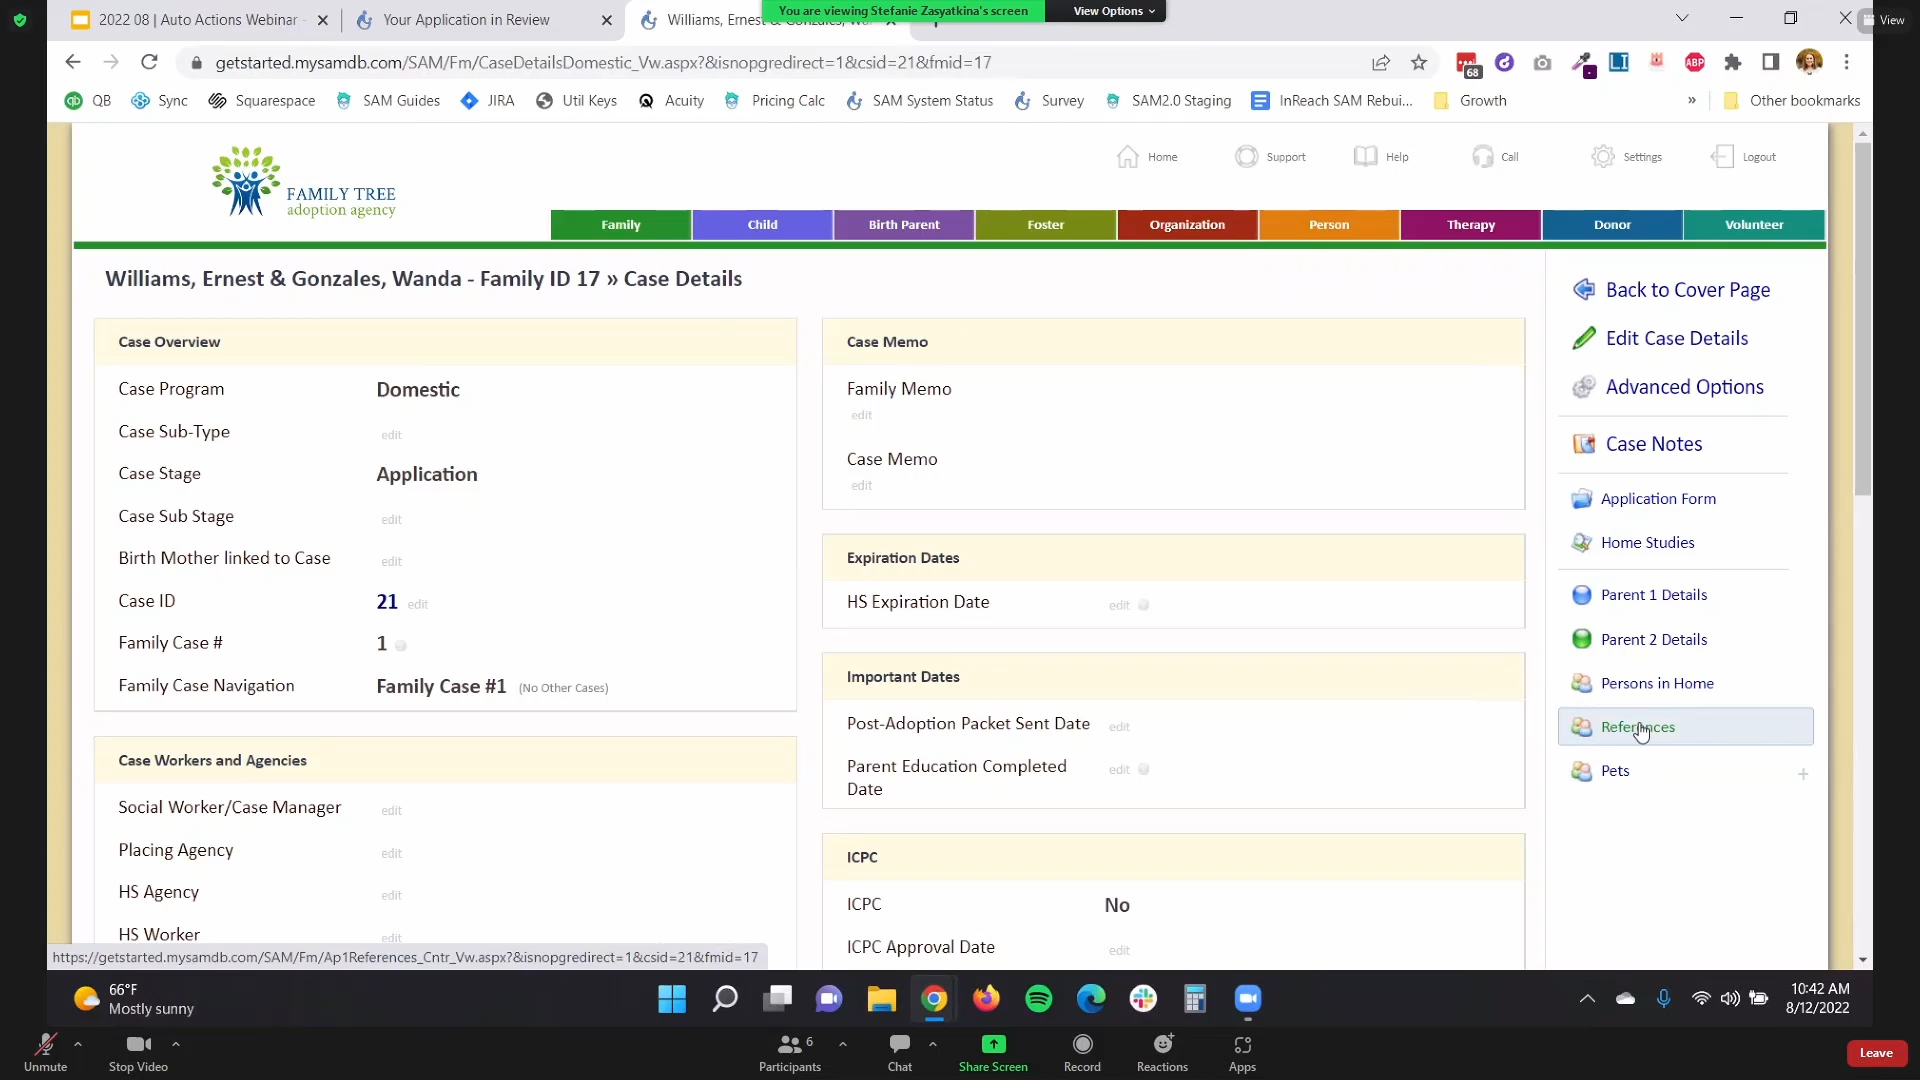 2022 08 | Auto Actions Webinar
Your Application in Review
Williams, Ernest & Gonzales, Wa
You are viewing Stefanie Zasyatkina's screen
View Options
View
getstarted.mysamdb.com/SAM/Fm/CaseDetailsDomestic_Vw.aspx?&isnopgredirect=1&csid=21&fmid=17
68
LI
ABP
QB
Sync
Squarespace
SAM Guides
JIRA
Util Keys
Acuity
Pricing Calc
SAM System Status
Survey
SAM2.0 Staging
InReach SAM Rebui...
Growth
»
Other bookmarks
FAMILY TREE
adoption agency
Home
Support
Help
Call
Settings
Logout
Family
Child
Birth Parent
Foster
Organization
Person
Therapy
Donor
Volunteer
Williams, Ernest & Gonzales, Wanda - Family ID 17 » Case Details
Case Overview
Case Program Domestic
Case Sub-Type edit
Case Stage Application
Case Sub Stage edit
Birth Mother linked to Case edit
Case ID 21 edit
Family Case # 1
Family Case Navigation Family Case #1 (No Other Cases)
Case Workers and Agencies
Social Worker/Case Manager edit
Placing Agency edit
HS Agency edit
HS Worker edit
Case Memo
Family Memo
edit
Case Memo
edit
Expiration Dates
HS Expiration Date edit
Important Dates
Post-Adoption Packet Sent Date edit
Parent Education Completed edit
Date
ICPC
ICPC No
ICPC Approval Date edit
Back to Cover Page
Edit Case Details
Advanced Options
Case Notes
Application Form
Home Studies
Parent 1 Details
Parent 2 Details
Persons in Home
References
Pets +
https://getstarted.mysamdb.com/SAM/Fm/Ap1References_Cntr_Vw.aspx?&isnopgredirect=1&csid=21&fmid=17
66°F
Mostly sunny
10:42 AM
8/12/2022
Unmute
Stop Video
Participants
6
Chat
Share Screen
Record
Reactions
Apps
Leave